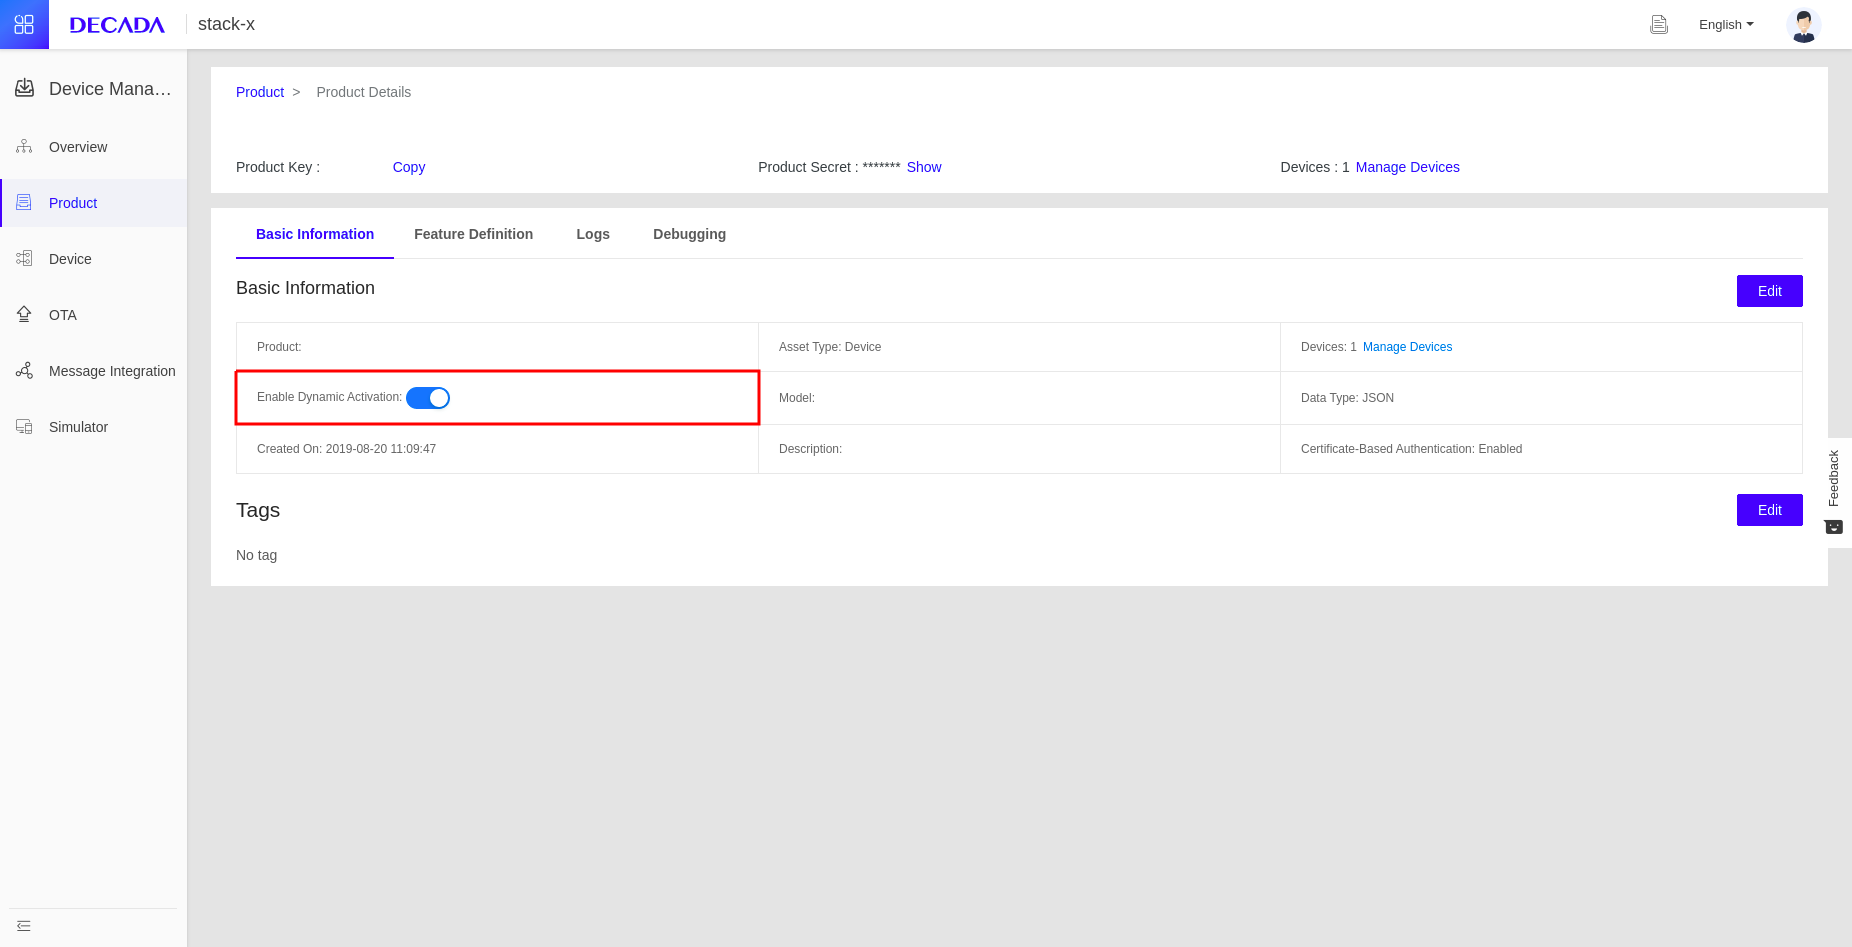 DECADA stack-x
English
Device Mana...
Overview
Product
Device
OTA
Message Integration
Simulator
Product > Product Details
Product Key : Copy
Product Secret : ******* Show
Devices : 1 Manage Devices
Basic Information Feature Definition Logs Debugging
Basic Information
Edit
Product: Asset Type: Device Devices: 1 Manage Devices
Enable Dynamic Activation: Model: Data Type: JSON
Created On: 2019-08-20 11:09:47 Description: Certificate-Based Authentication: Enabled
Tags
Edit
No tag
Feedback